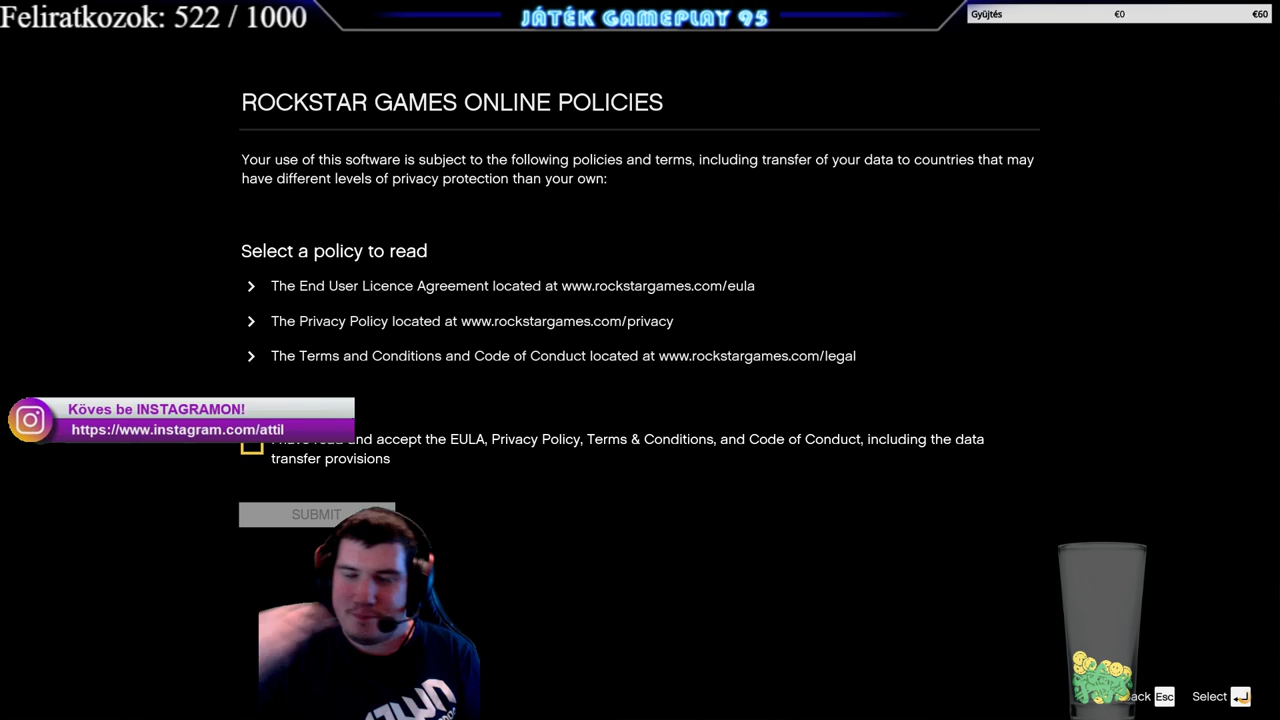 Feliratkozok: 522 / 1000
JÁTÉK GAMEPLAY 95
Gyűjtés €0 €60
ROCKSTAR GAMES ONLINE POLICIES
Your use of this software is subject to the following policies and terms, including transfer of your data to countries that may
have different levels of privacy protection than your own:
Select a policy to read
The End User Licence Agreement located at www.rockstargames.com/eula
The Privacy Policy located at www.rockstargames.com/privacy
The Terms and Conditions and Code of Conduct located at www.rockstargames.com/legal
Köves be INSTAGRAMON!
https://www.instagram.com/attil
and accept the EULA, Privacy Policy, Terms & Conditions, and Code of Conduct, including the data
transfer provisions
SUBMIT
Esc Select